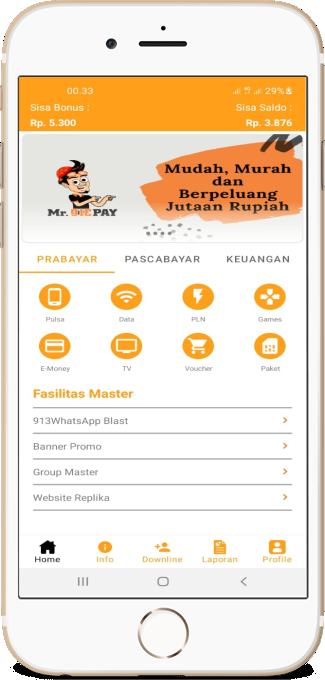 00.33 29%
Sisa Bonus : Sisa Saldo :
Rp. 5.300 Rp. 3.876
Mudah, Murah
dan
Berpeluang
Jutaan Rupiah
Mr. 913 PAY
PRABAYAR PASCABAYAR KEUANGAN
Pulsa Data PLN Games
E-Money TV Voucher Paket
Fasilitas Master
913WhatsApp Blast
Banner Promo
Group Master
Website Replika
Home Info Downline Laporan Profile